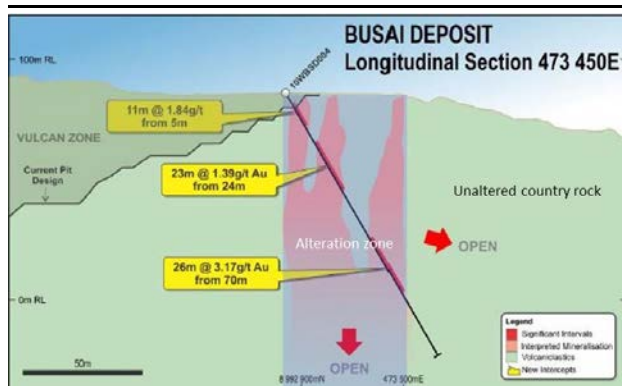 BUSAI DEPOSIT
Longitudinal Section 473 450E
100m RL
10WBSD004
11m @ 1.84g/t
from 5m
VULCAN ZONE
Current Pit
Design
23m @ 1.39g/t Au
from 24m
Unaltered country rock
Alteration zone
OPEN
26m @ 3.17g/t Au
from 70m
0m RL
OPEN
50m
8 992 900mN
473 500mE
Legend
Significant Intervals
Interpreted Mineralisation
Volcaniclastics
New Intercepts